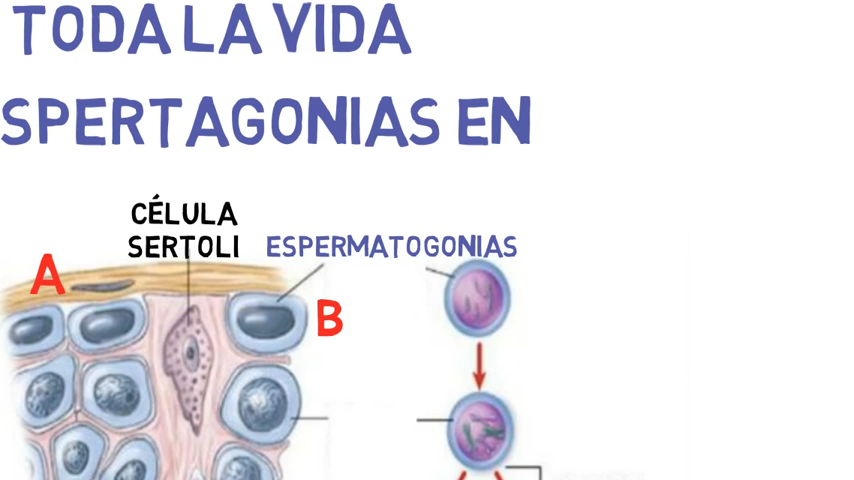 TODA LA VIDA
SPERTAGONIAS EN
CÉLULA
SERTOLI
ESPERMATOGONIAS
A
B